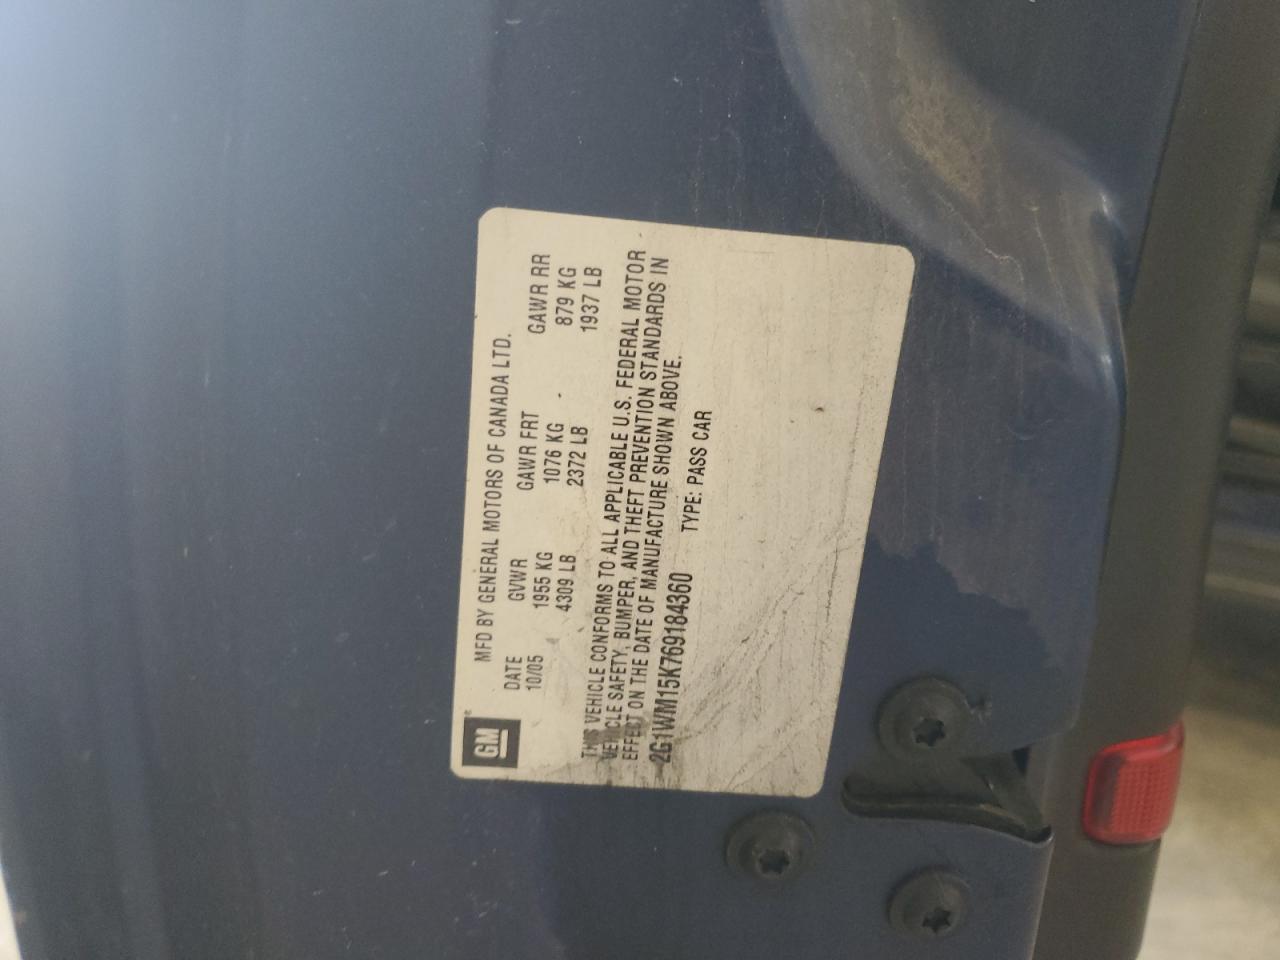 GM
MFD BY GENERAL MOTORS OF CANADA LTD.
DATE GVWR GAWR FRT GAWR RR
10/05 1955 KG 1076 KG 879 KG
4309 LB 2372 LB 1937 LB
THIS VEHICLE CONFORMS TO ALL APPLICABLE U.S. FEDERAL MOTOR
VEHICLE SAFETY, BUMPER, AND THEFT PREVENTION STANDARDS IN
EFFECT ON THE DATE OF MANUFACTURE SHOWN ABOVE.
2G1WM15K769184360 TYPE: PASS CAR